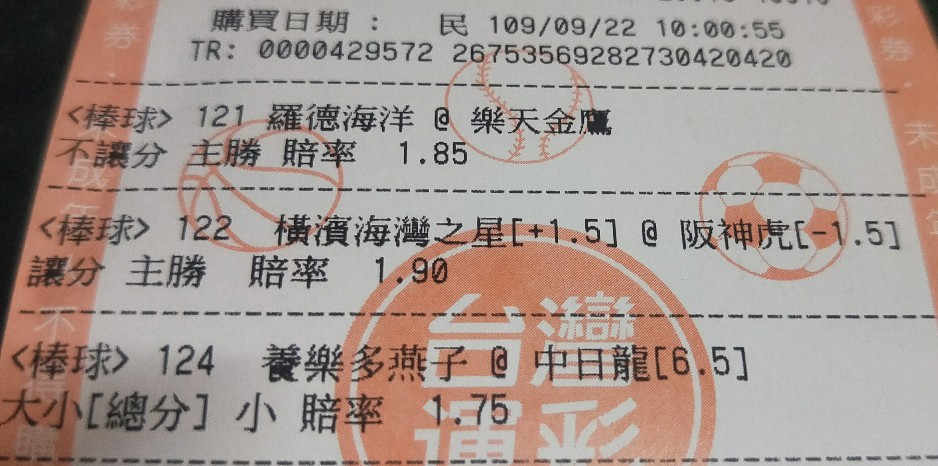 購買日期： 民 109/09/22 10:00:55
TR: 0000429572 26753569282730420420
<棒球> 121 羅德海洋 @ 樂天金鷹
不讓分 主勝 賠率 1.85
<棒球> 122 橫濱海灣之星[+1.5] @ 阪神虎[-1.5]
讓分 主勝 賠率 1.90
<棒球> 124 養樂多燕子 @ 中日龍[6.5]
大小[總分] 小 賠率 1.75
台灣
運彩